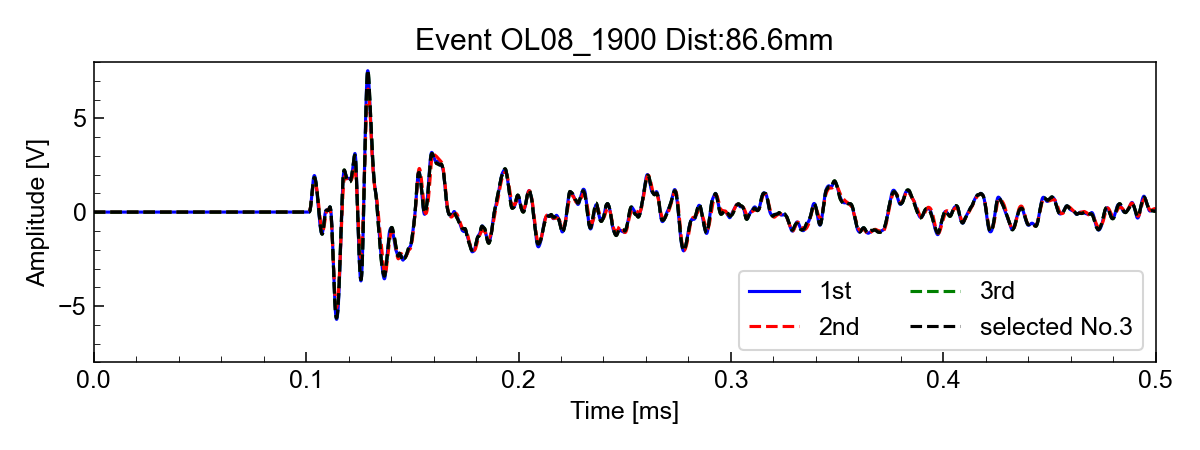 Event OL08_1900 Dist:86.6mm
Amplitude [V]
5
0
−5
1st
2nd
3rd
selected No.3
0.0 0.1 0.2 0.3 0.4 0.5
Time [ms]